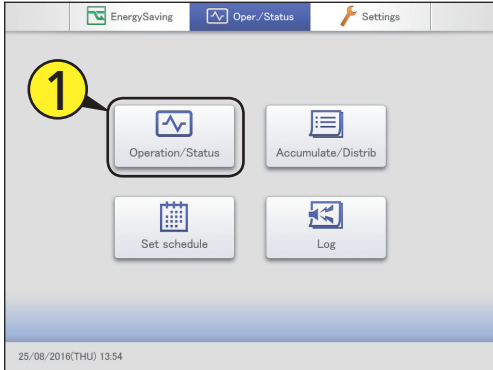 EnergySaving Oper./Status Settings
1
Operation/Status Accumulate/Distrib
Set schedule Log
25/08/2016(THU) 13:54